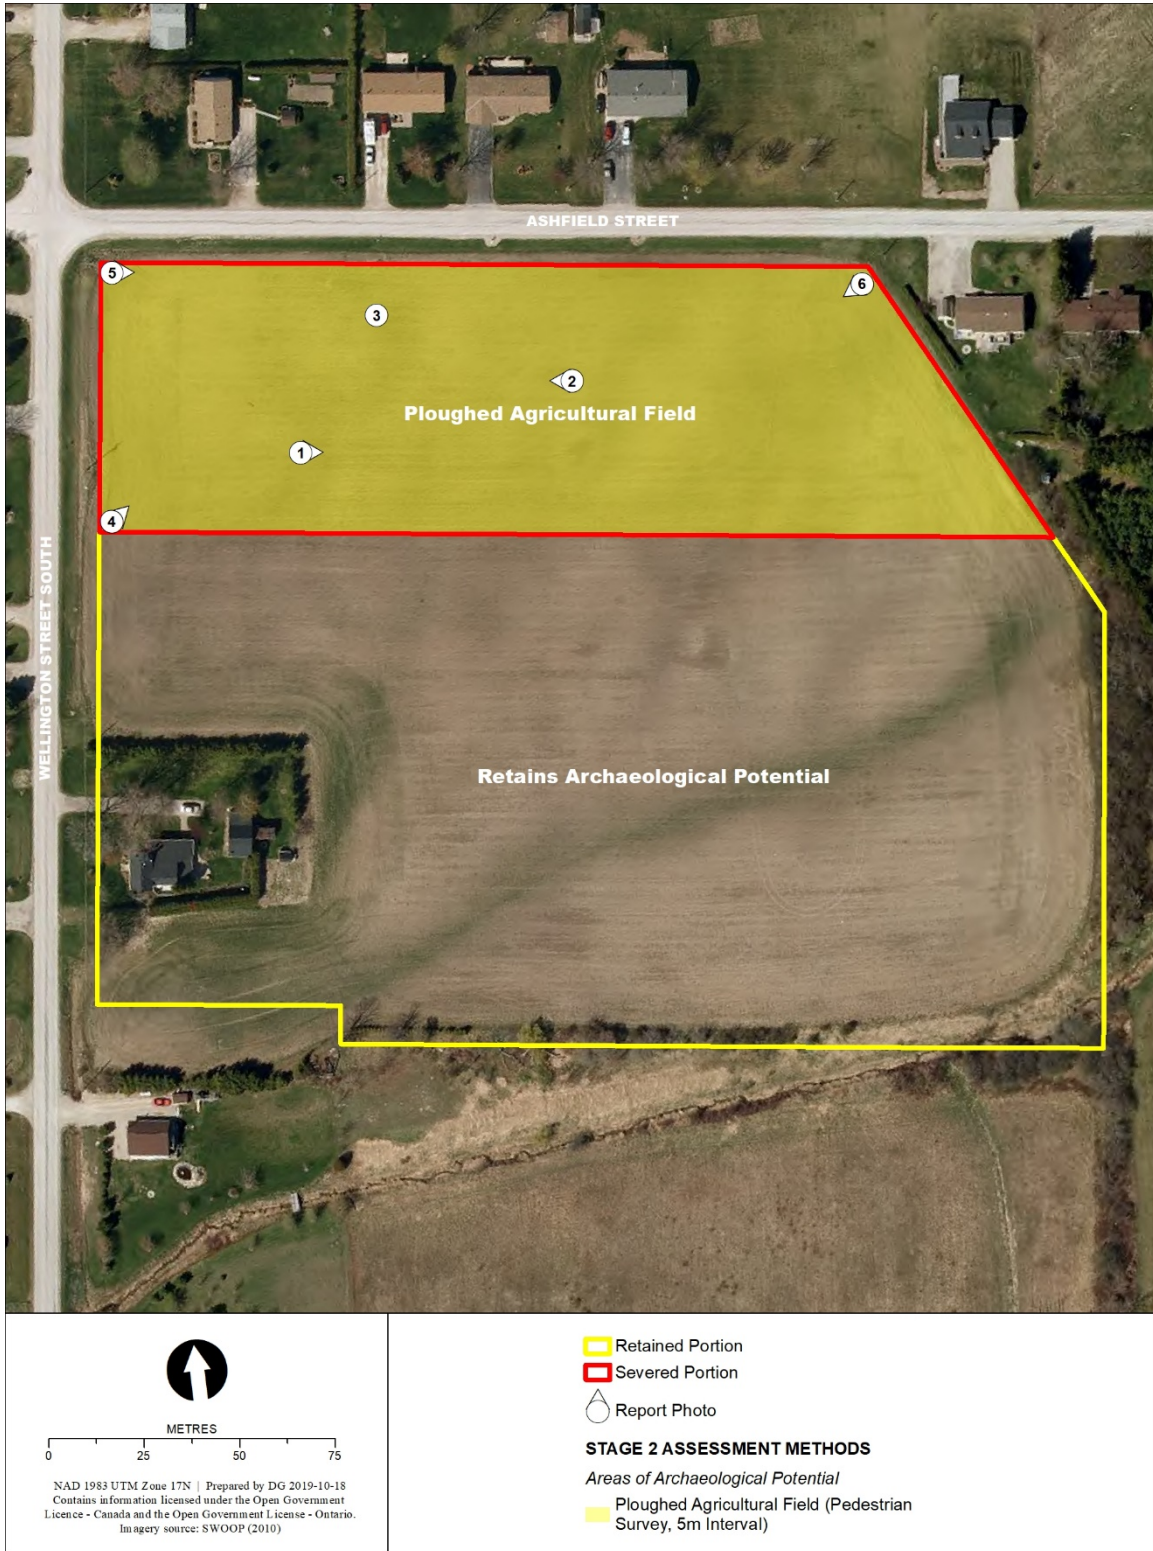 ASHFIELD STREET
5
6
3
2
Ploughed Agricultural Field
1
4
WELLINGTON STREET SOUTH
Retains Archaeological Potential
METRES
0 25 50 75
NAD 1983 UTM Zone 17N | Prepared by DG 2019-10-18
Contains information licensed under the Open Government
Licence - Canada and the Open Government License - Ontario.
Imagery source: SWOOP (2010)
Retained Portion
Severed Portion
Report Photo
STAGE 2 ASSESSMENT METHODS
Areas of Archaeological Potential
Ploughed Agricultural Field (Pedestrian
Survey, 5m Interval)